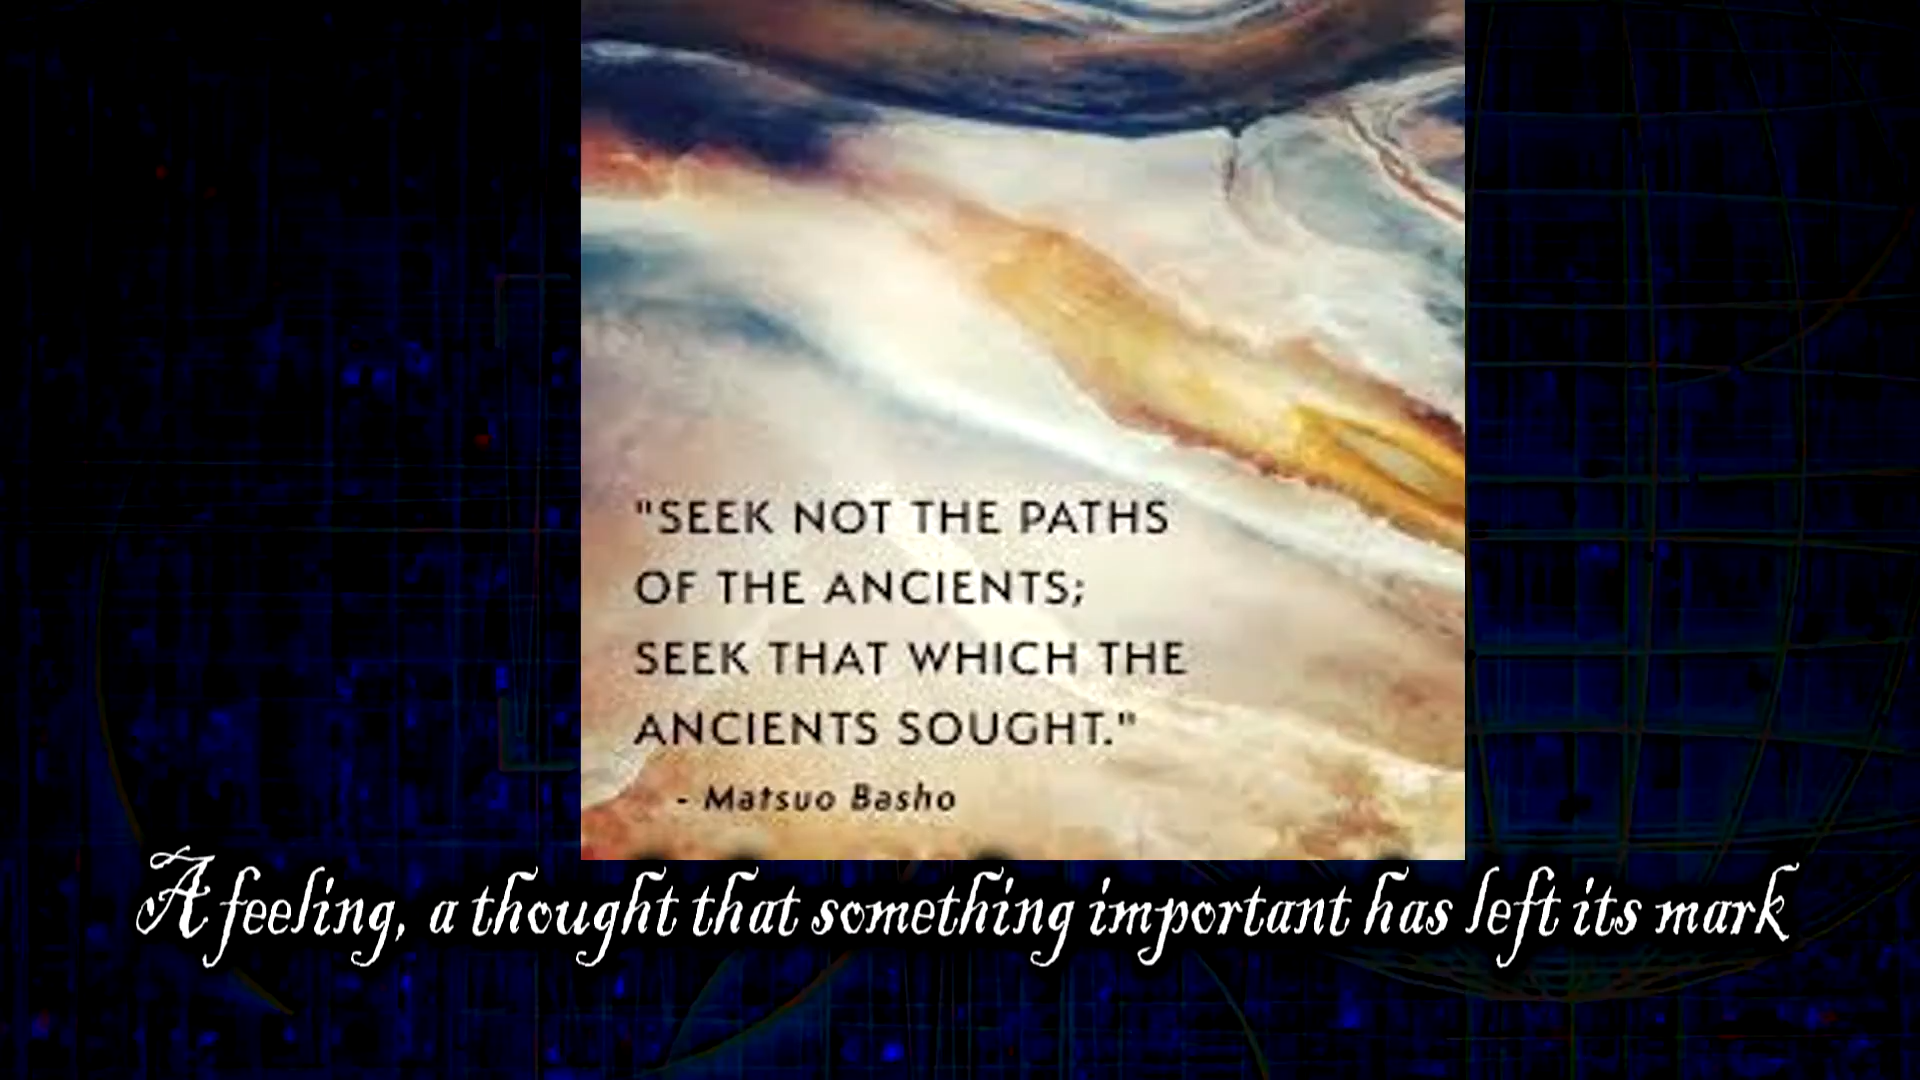 "SEEK NOT THE PATHS
OF THE ANCIENTS;
SEEK THAT WHICH THE
ANCIENTS SOUGHT."
- Matsuo Basho
A feeling, a thought that something important has left its mark